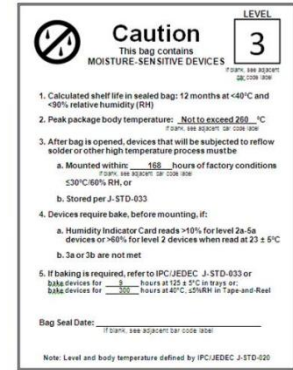 LEVEL
3
Caution
This bag contains
MOISTURE-SENSITIVE DEVICES
If blank, see adjacent
bar code label
1. Calculated shelf life in sealed bag: 12 months at <40°C and
<90% relative humidity (RH)
2. Peak package body temperature: Not to exceed 260 °C
If blank, see adjacent bar code label
3. After bag is opened, devices that will be subjected to reflow
solder or other high temperature process must be
a. Mounted within: 168 hours of factory conditions
If blank, see adjacent bar code label
≤30°C/60% RH, or
b. Stored per J-STD-033
4. Devices require bake, before mounting, if:
a. Humidity Indicator Card reads >10% for level 2a-5a
devices or >60% for level 2 devices when read at 23 ± 5°C
b. 3a or 3b are not met
5. If baking is required, refer to IPC/JEDEC J-STD-033 or
bake devices for 9 hours at 125 ± 5°C in trays or;
bake devices for 300 hours at 40°C, ≤5%RH in Tape-and-Reel
Bag Seal Date:
If blank, see adjacent bar code label
Note: Level and body temperature defined by IPC/JEDEC J-STD-020